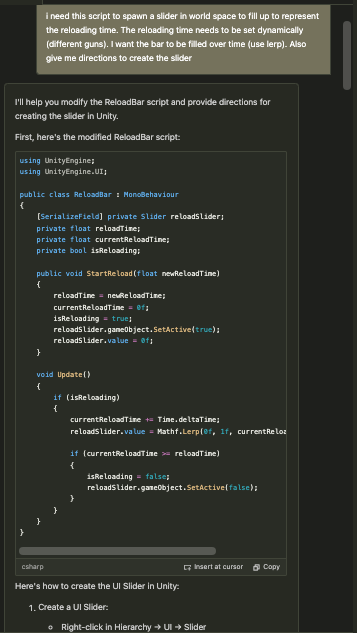 i need this script to spawn a slider in world space to fill up to represent
the reloading time. The reloading time needs to be set dynamically
(different guns). I want the bar to be filled over time (use lerp). Also
give me directions to create the slider
I'll help you modify the ReloadBar script and provide directions for
creating the slider in Unity.
First, here's the modified ReloadBar script:
using UnityEngine;
using UnityEngine.UI;
public class ReloadBar : MonoBehaviour
{
[SerializeField] private Slider reloadSlider;
private float reloadTime;
private float currentReloadTime;
private bool isReloading;
public void StartReload(float newReloadTime)
{
reloadTime = newReloadTime;
currentReloadTime = 0f;
isReloading = true;
reloadSlider.gameObject.SetActive(true);
reloadSlider.value = 0f;
}
void Update()
{
if (isReloading)
{
currentReloadTime += Time.deltaTime;
reloadSlider.value = Mathf.Lerp(0f, 1f, currentReloa
if (currentReloadTime >= reloadTime)
{
isReloading = false;
reloadSlider.gameObject.SetActive(false);
}
}
}
}
csharp Insert at cursor Copy
Here's how to create the UI Slider in Unity:
1. Create a UI Slider:
Right-click in Hierarchy → UI → Slider